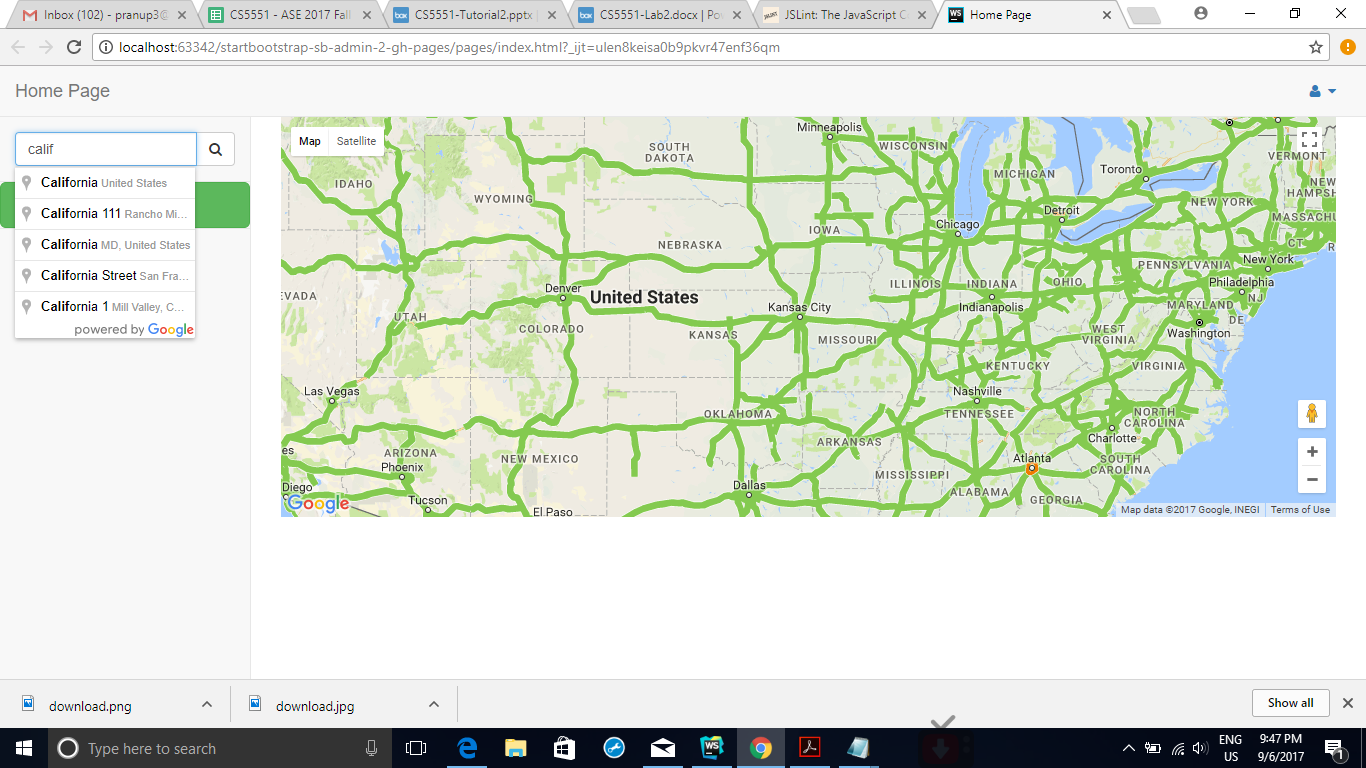 Inbox (102) - pranup3@
CS5551 - ASE 2017 Fall
CS5551-Tutorial2.pptx |
CS5551-Lab2.docx | Po
JSLint: The JavaScript C
Home Page
localhost:63342/startbootstrap-sb-admin-2-gh-pages/pages/index.html?_ijt=ulen8keisa0b9pkvr47enf36qm
Home Page
calif
California United States
California 111 Rancho Mi...
California MD, United States
California Street San Fra...
California 1 Mill Valley, C...
powered by Google
Map Satellite
Minneapolis
WISCONSIN
SOUTH
DAKOTA
VERMONT
MICHIGAN
Toronto
IDAHO
NEW
HAMPSH
WYOMING
NEW YORK
Detroit
MASSACHU
Chicago
IOWA
NEBRASKA
CT
R
New York
PENNSYLVANIA
Philadelphia
OHIO
ILLINOIS
INDIANA
Denver
United States
EVADA
NJ
MARYLAND
Kansas City
Indianapolis
UTAH
DE
COLORADO
KANSAS
MISSOURI
WEST
VIRGINIA
Washington
KENTUCKY
VIRGINIA
Las Vegas
Nashville
OKLAHOMA
TENNESSEE
NORTH
CAROLINA
Charlotte
ARKANSAS
ARIZONA
es
NEW MEXICO
Atlanta
SOUTH
CAROLINA
Phoenix
MISSISSIPPI
Diego
Dallas
ALABAMA
GEORGIA
Tucson
El Paso
Google
Map data ©2017 Google, INEGI
Terms of Use
download.png
download.jpg
Show all
Type here to search
ENG
US
9:47 PM
9/6/2017
1